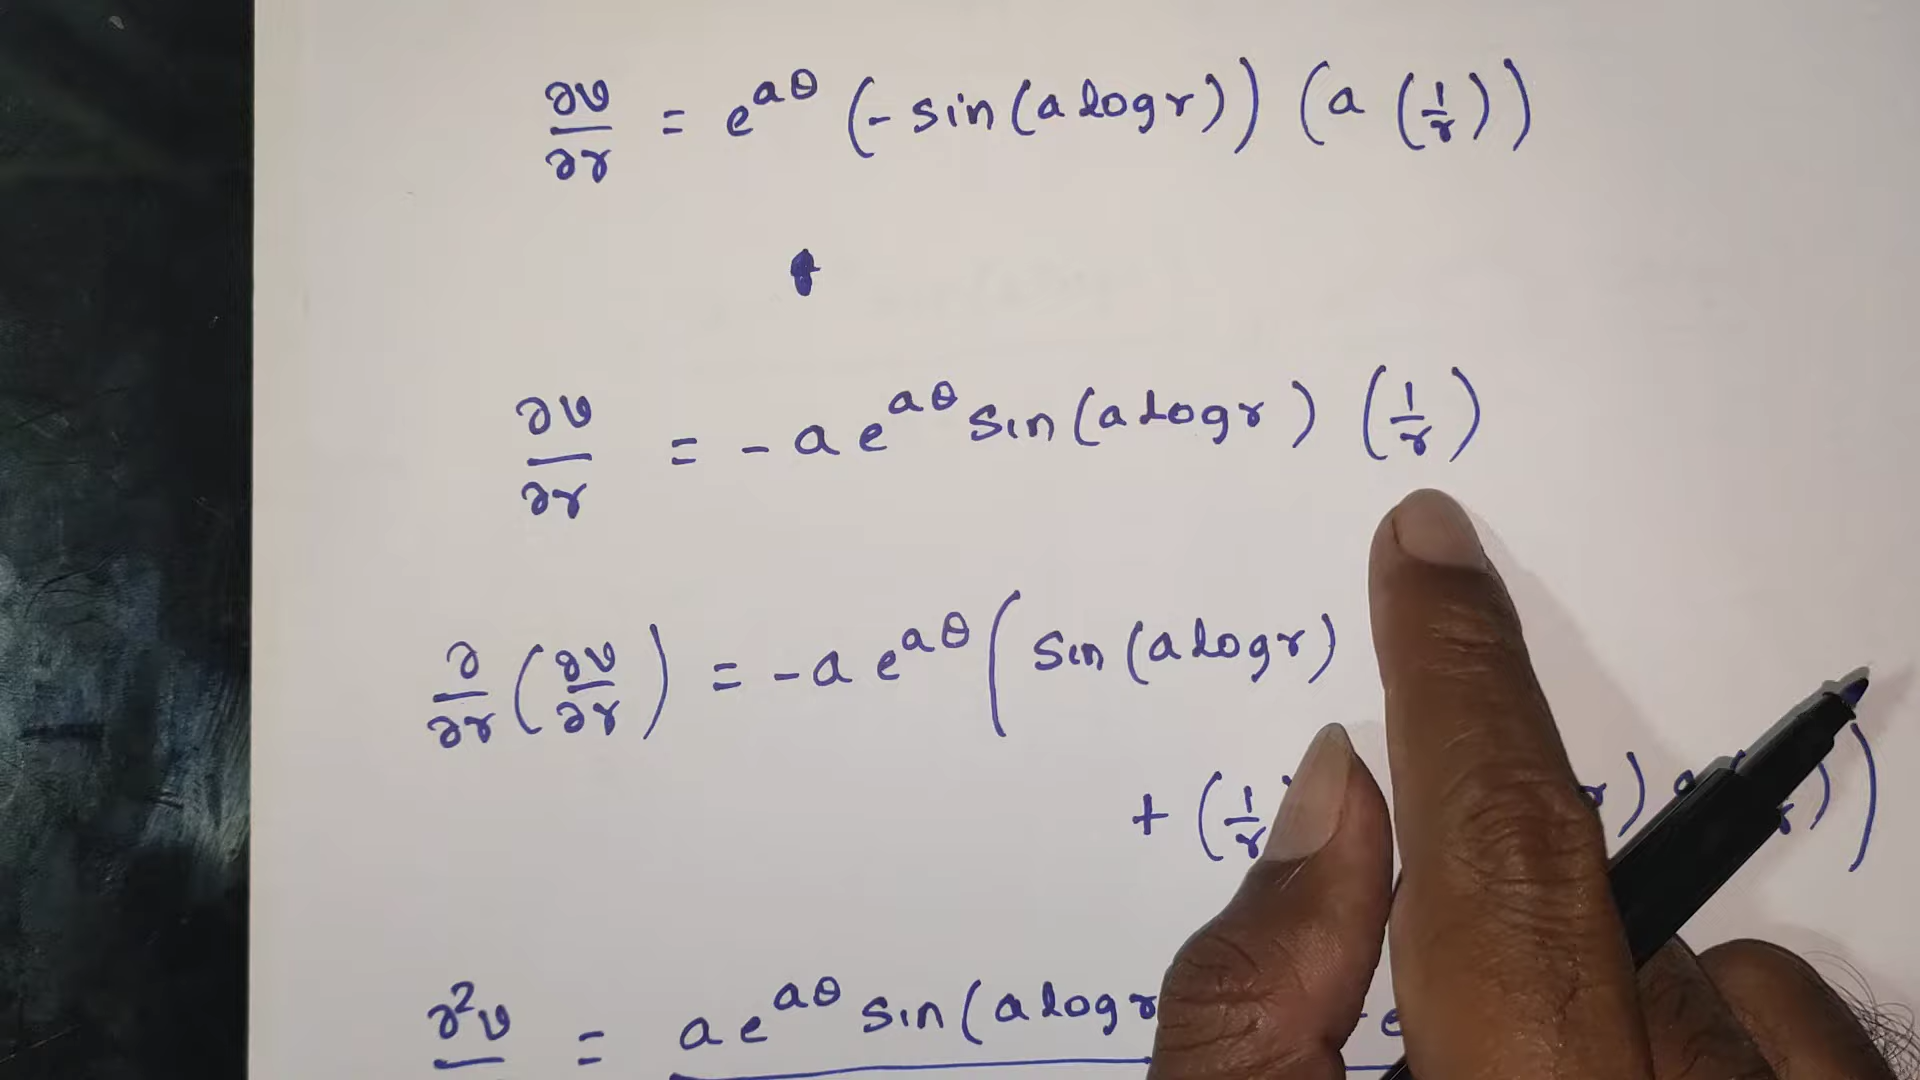 ∂v/∂r = e^{aθ} (- sin(a log r)) (a (1/r))
∂v/∂r = - a e^{aθ} sin(a log r) (1/r)
∂/∂r (∂v/∂r) = -a e^{aθ} ( sin(a log r)
+ (1/r
∂²v = a e^{aθ} sin(a log r